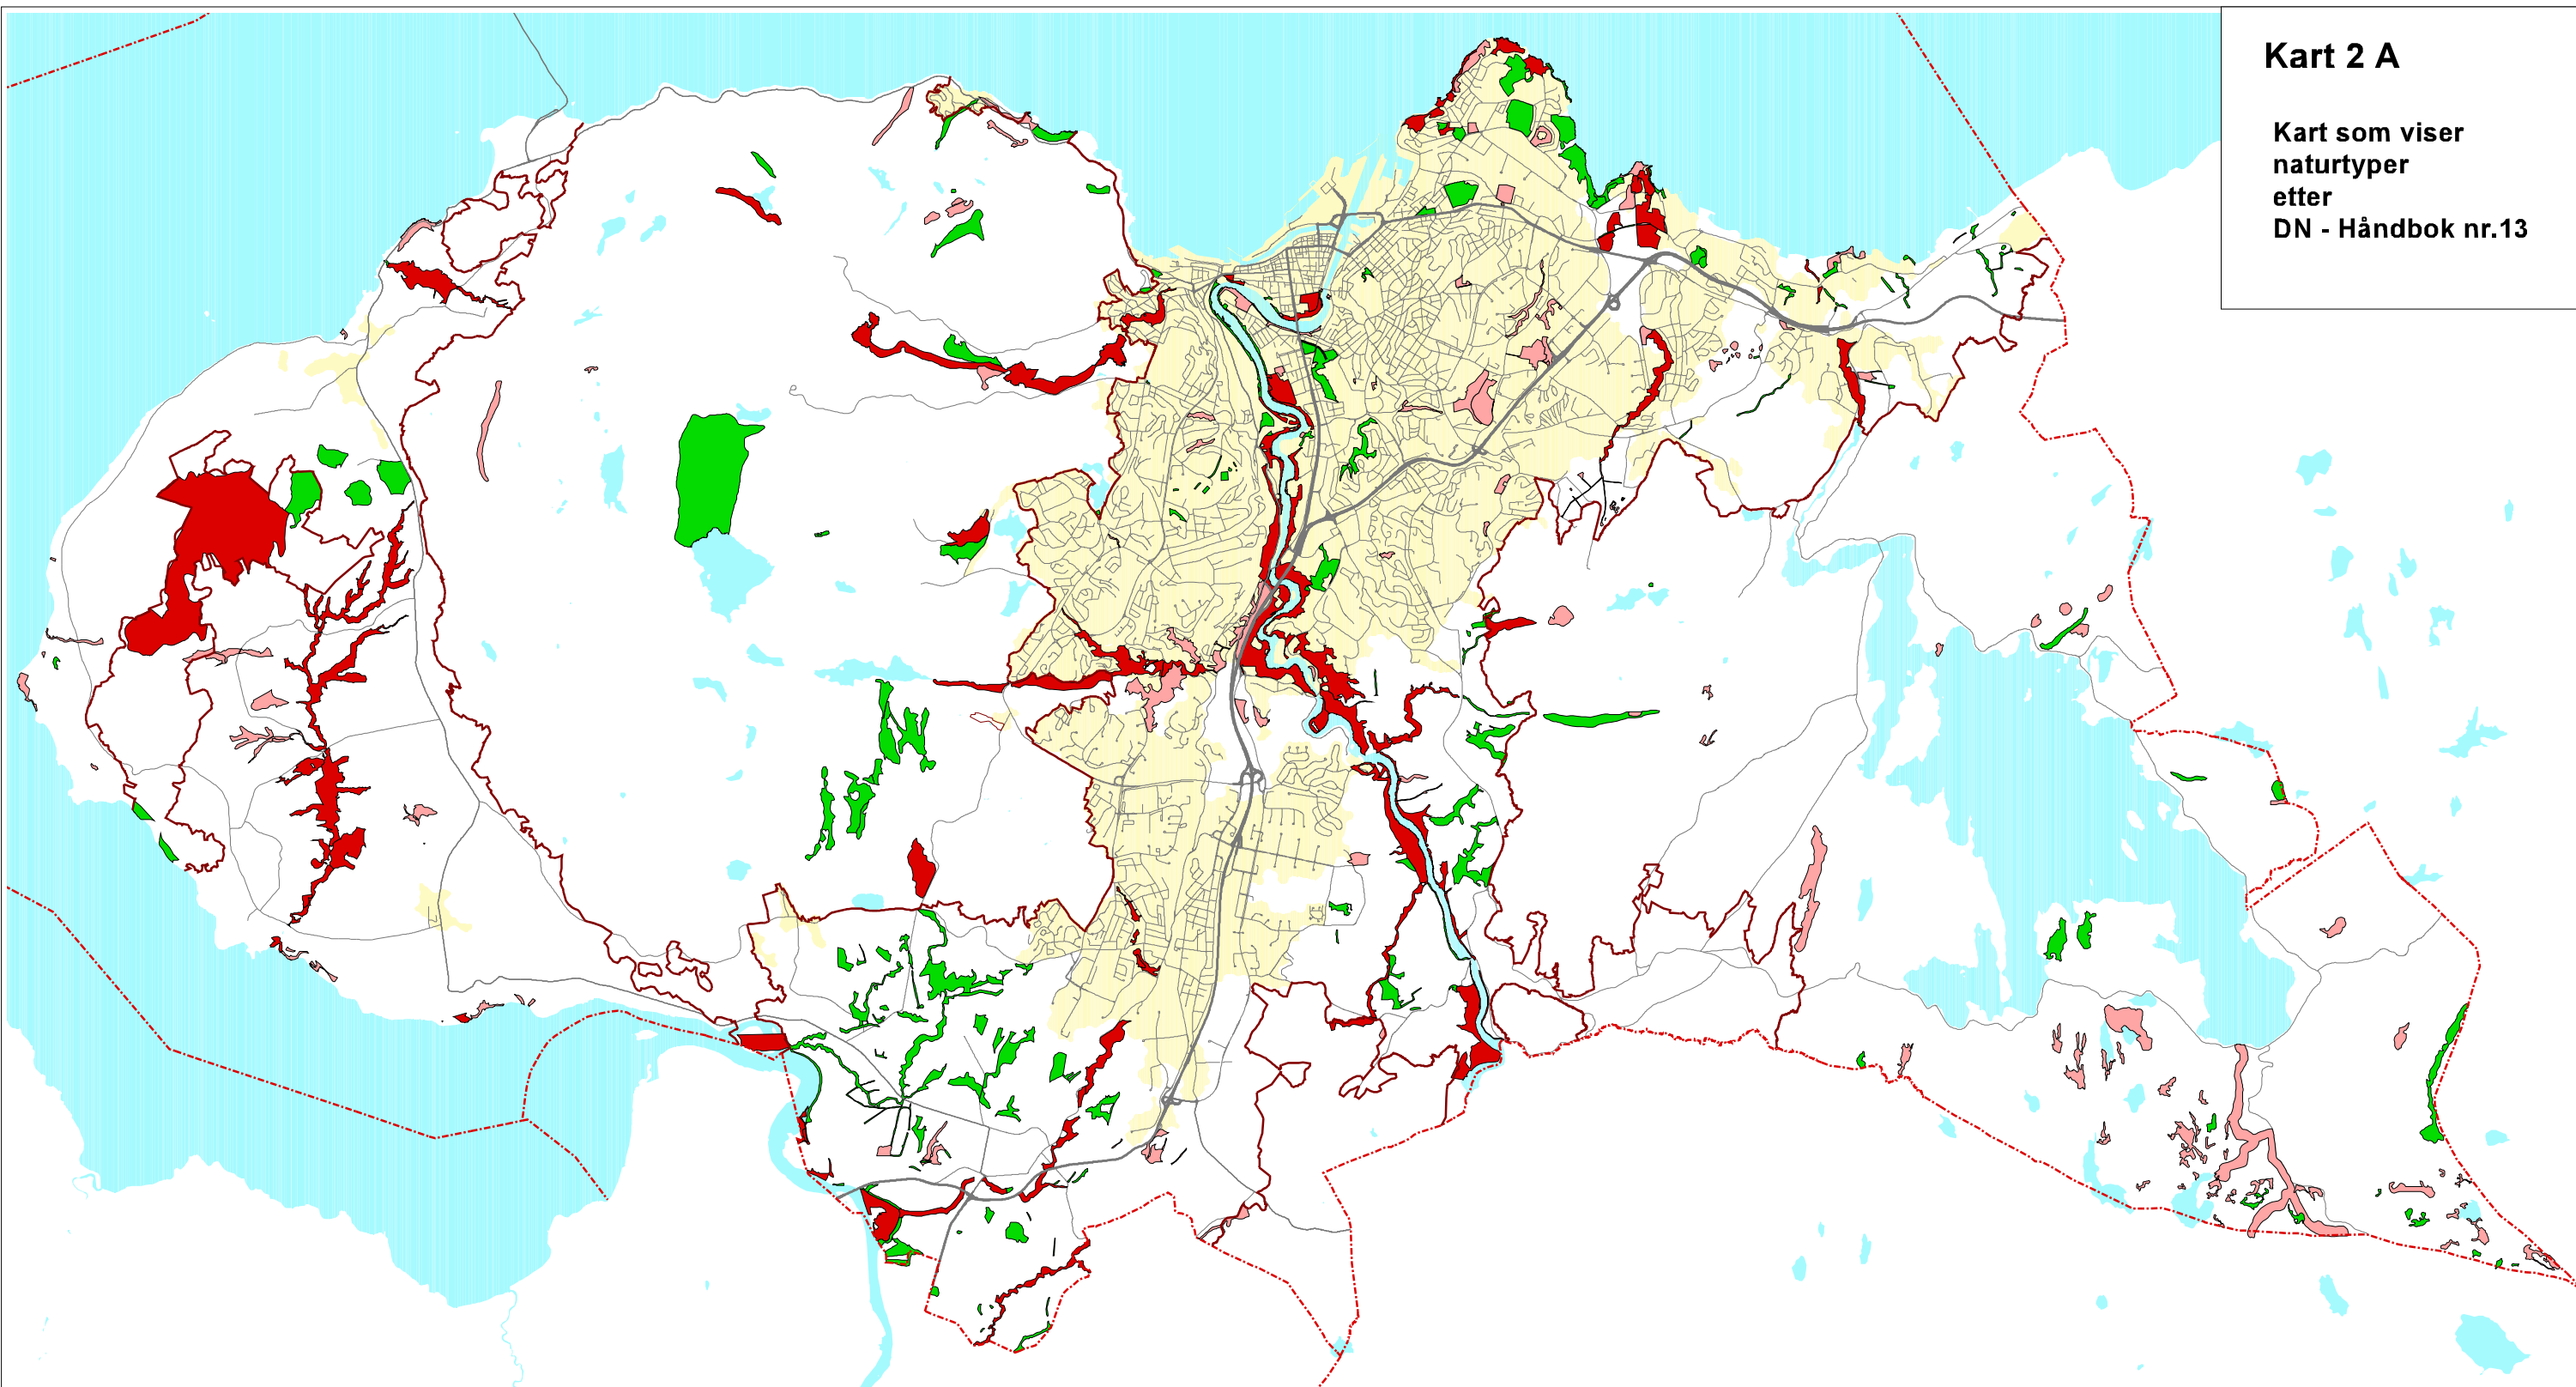 Kart 2 A
Kart som viser
naturtyper
etter
DN - Håndbok nr.13